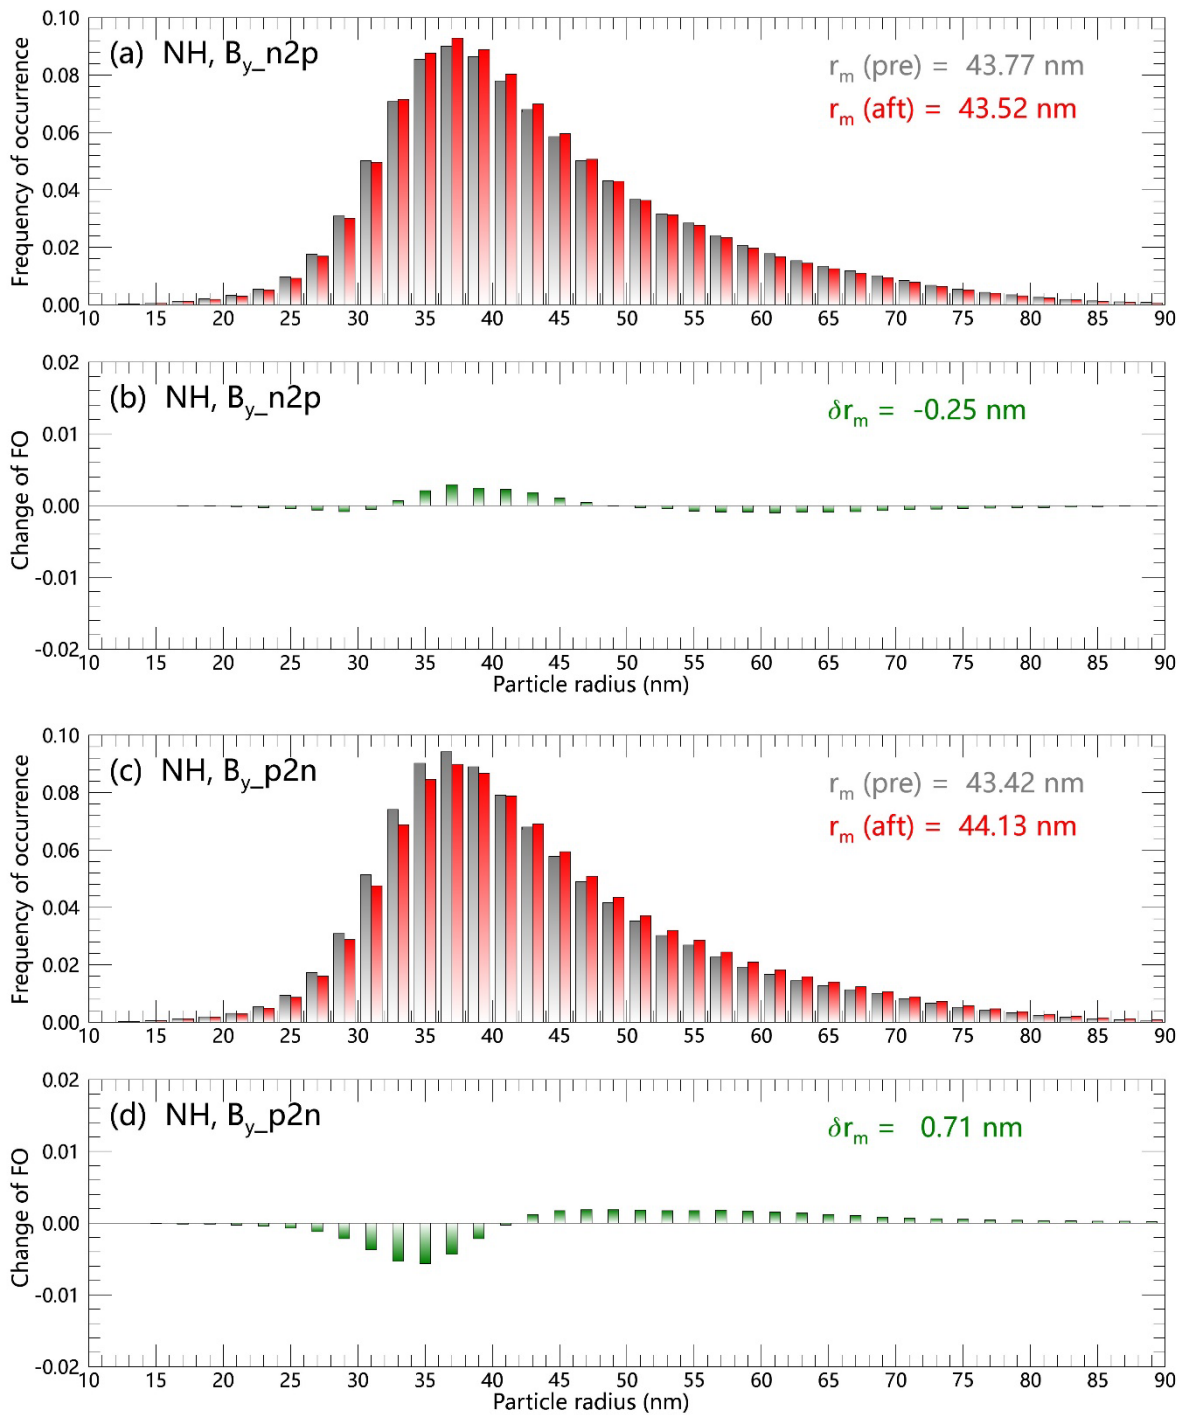 (a) NH, By_n2p
rm (pre) = 43.77 nm
rm (aft) = 43.52 nm
Frequency of occurrence
0.10
0.08
0.06
0.04
0.02
0.00
10 15 20 25 30 35 40 45 50 55 60 65 70 75 80 85 90
(b) NH, By_n2p
δrm = -0.25 nm
Change of FO
0.02
0.01
0.00
-0.01
-0.02
10 15 20 25 30 35 40 45 50 55 60 65 70 75 80 85 90
Particle radius (nm)
(c) NH, By_p2n
rm (pre) = 43.42 nm
rm (aft) = 44.13 nm
Frequency of occurrence
0.10
0.08
0.06
0.04
0.02
0.00
10 15 20 25 30 35 40 45 50 55 60 65 70 75 80 85 90
(d) NH, By_p2n
δrm = 0.71 nm
Change of FO
0.02
0.01
0.00
-0.01
-0.02
10 15 20 25 30 35 40 45 50 55 60 65 70 75 80 85 90
Particle radius (nm)